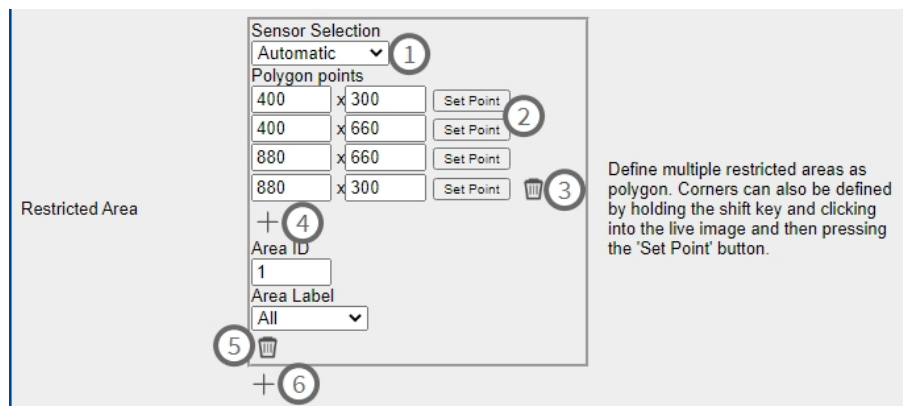 Restricted Area
Sensor Selection
Automatic 1
Polygon points
400 x 300 Set Point
2
400 x 660 Set Point
880 x 660 Set Point
880 x 300 Set Point 3
4
Area ID
1
Area Label
All
5
6
Define multiple restricted areas as
polygon. Corners can also be defined
by holding the shift key and clicking
into the live image and then pressing
the 'Set Point' button.